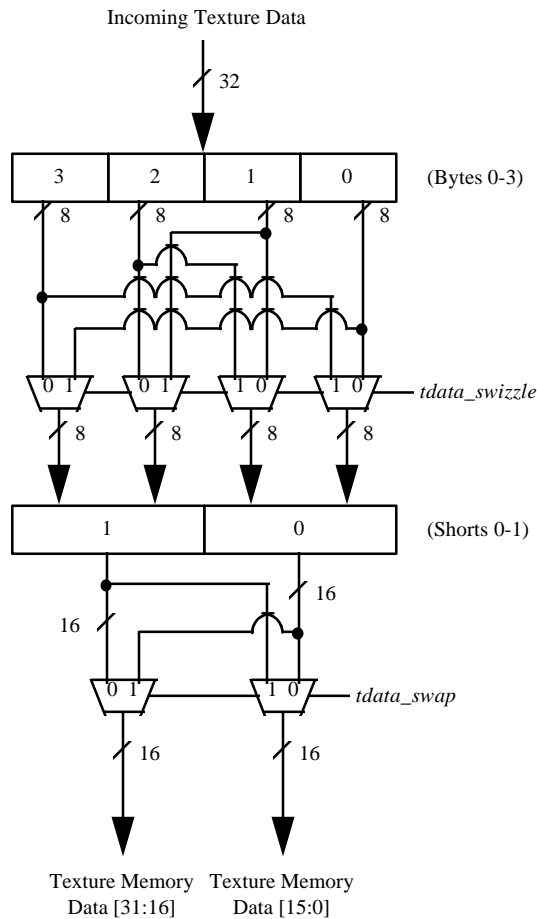 Incoming Texture Data
32
3 2 1 0 (Bytes 0-3)
8 8 8 8
0 1 0 1 1 0 1 0 tdata_swizzle
8 8 8 8
1 0 (Shorts 0-1)
16
16
0 1 1 0 tdata_swap
16 16
Texture Memory Texture Memory
Data [31:16] Data [15:0]